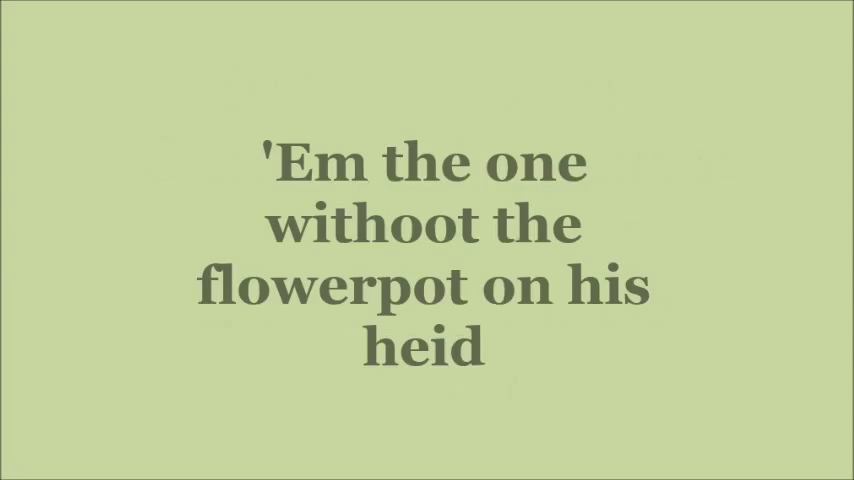 'Em the one
withoot the
flowerpot on his
heid